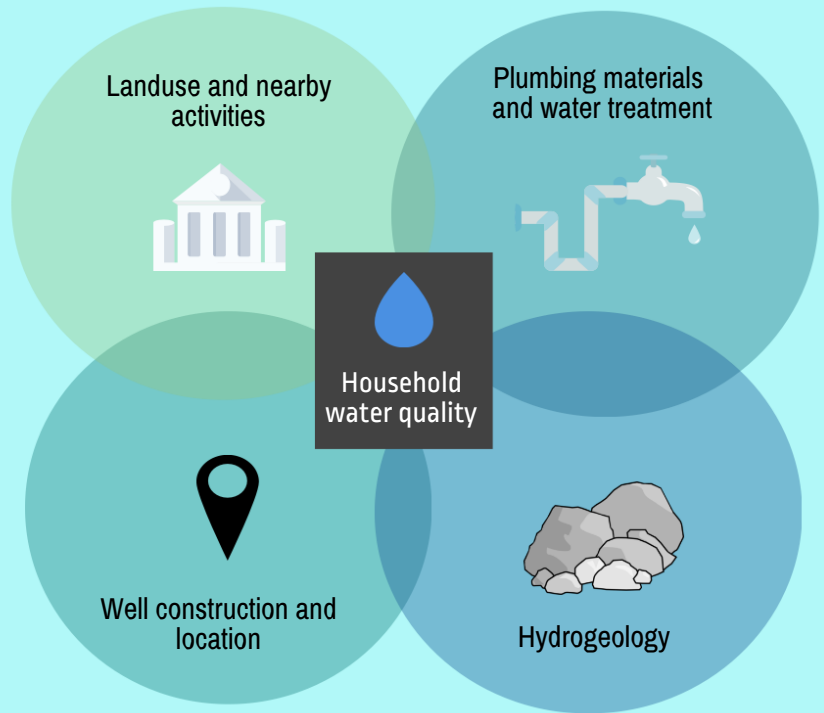 Landuse and nearby
activities
Plumbing materials
and water treatment
Household
water quality
Well construction and
location
Hydrogeology